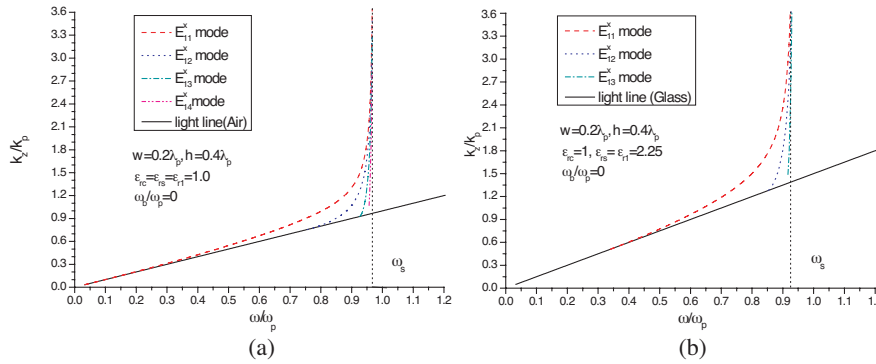 3.6
3.3
3.0
2.7
2.4
2.1
1.8
1.5
1.2
0.9
0.6
0.3
0.0
k_z/k_p
E^x_11 mode
E^x_12 mode
E^x_13 mode
E^x_14 mode
light line(Air)
w=0.2λ_p, h=0.4λ_p
ε_rc=ε_rs=ε_r1=1.0
ω_b/ω_p=0
ω_s
0.0 0.1 0.2 0.3 0.4 0.5 0.6 0.7 0.8 0.9 1.0 1.1 1.2
ω/ω_p
(a)
3.6
3.3
3.0
2.7
2.4
2.1
1.8
1.5
1.2
0.9
0.6
0.3
0.0
k_z/k_p
E^x_11 mode
E^x_12 mode
E^x_13 mode
light line (Glass)
w=0.2λ_p, h=0.4λ_p
ε_rc=1, ε_rs=ε_r1=2.25
ω_b/ω_p=0
ω_s
0.0 0.1 0.2 0.3 0.4 0.5 0.6 0.7 0.8 0.9 1.0 1.1 1.2
ω/ω_p
(b)